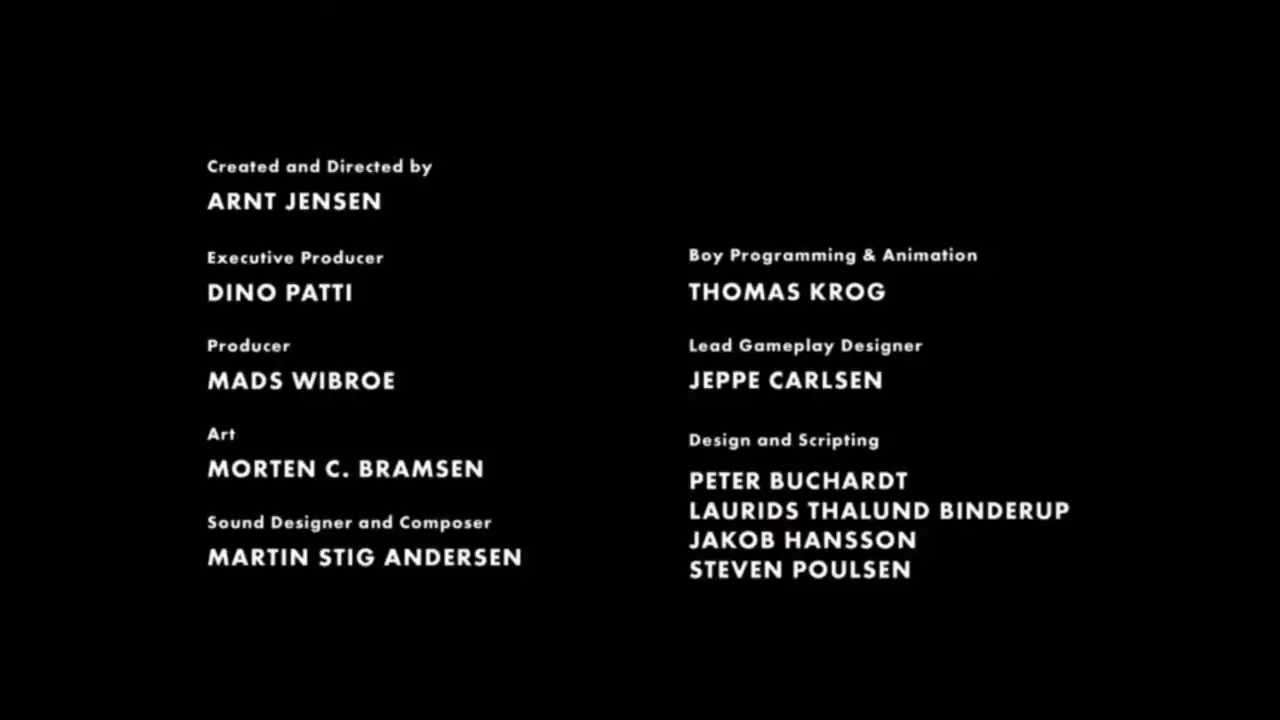 Created and Directed by
ARNT JENSEN
Executive Producer
DINO PATTI
Producer
MADS WIBROE
Art
MORTEN C. BRAMSEN
Sound Designer and Composer
MARTIN STIG ANDERSEN
Boy Programming & Animation
THOMAS KROG
Lead Gameplay Designer
JEPPE CARLSEN
Design and Scripting
PETER BUCHARDT
LAURIDS THALUND BINDERUP
JAKOB HANSSON
STEVEN POULSEN